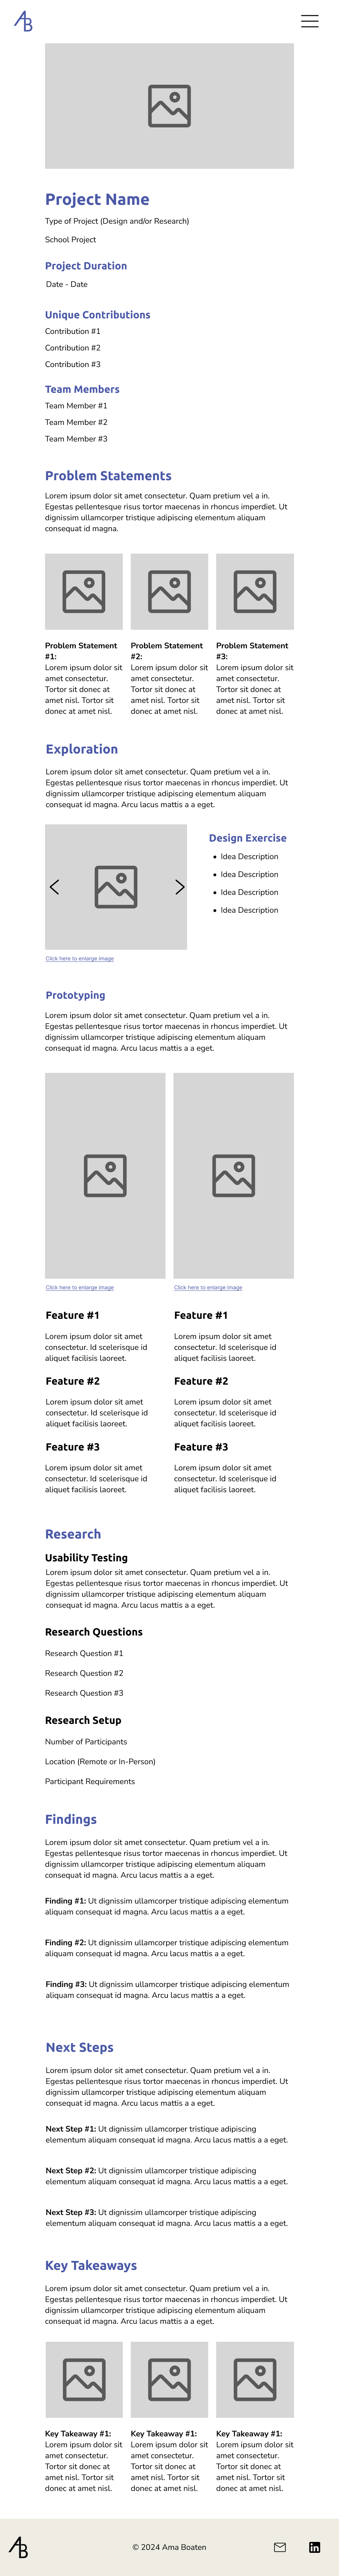 AB
Project Name
Type of Project (Design and/or Research)
School Project
Project Duration
Date - Date
Unique Contributions
Contribution #1
Contribution #2
Contribution #3
Team Members
Team Member #1
Team Member #2
Team Member #3
Problem Statements
Lorem ipsum dolor sit amet consectetur. Quam pretium vel a in.
Egestas pellentesque risus tortor maecenas in rhoncus imperdiet. Ut
dignissim ullamcorper tristique adipiscing elementum aliquam
consequat id magna.
Problem Statement
#1:
Lorem ipsum dolor sit
amet consectetur.
Tortor sit donec at
amet nisl. Tortor sit
donec at amet nisl.
Problem Statement
#2:
Lorem ipsum dolor sit
amet consectetur.
Tortor sit donec at
amet nisl. Tortor sit
donec at amet nisl.
Problem Statement
#3:
Lorem ipsum dolor sit
amet consectetur.
Tortor sit donec at
amet nisl. Tortor sit
donec at amet nisl.
Exploration
Lorem ipsum dolor sit amet consectetur. Quam pretium vel a in.
Egestas pellentesque risus tortor maecenas in rhoncus imperdiet. Ut
dignissim ullamcorper tristique adipiscing elementum aliquam
consequat id magna. Arcu lacus mattis a a eget.
Click here to enlarge image
Design Exercise
• Idea Description
• Idea Description
• Idea Description
• Idea Description
Prototyping
Lorem ipsum dolor sit amet consectetur. Quam pretium vel a in.
Egestas pellentesque risus tortor maecenas in rhoncus imperdiet. Ut
dignissim ullamcorper tristique adipiscing elementum aliquam
consequat id magna. Arcu lacus mattis a a eget.
Click here to enlarge image
Feature #1
Lorem ipsum dolor sit amet
consectetur. Id scelerisque id
aliquet facilisis laoreet.
Feature #2
Lorem ipsum dolor sit amet
consectetur. Id scelerisque id
aliquet facilisis laoreet.
Feature #3
Lorem ipsum dolor sit amet
consectetur. Id scelerisque id
aliquet facilisis laoreet.
Click here to enlarge image
Feature #1
Lorem ipsum dolor sit amet
consectetur. Id scelerisque id
aliquet facilisis laoreet.
Feature #2
Lorem ipsum dolor sit amet
consectetur. Id scelerisque id
aliquet facilisis laoreet.
Feature #3
Lorem ipsum dolor sit amet
consectetur. Id scelerisque id
aliquet facilisis laoreet.
Research
Usability Testing
Lorem ipsum dolor sit amet consectetur. Quam pretium vel a in.
Egestas pellentesque risus tortor maecenas in rhoncus imperdiet. Ut
dignissim ullamcorper tristique adipiscing elementum aliquam
consequat id magna. Arcu lacus mattis a a eget.
Research Questions
Research Question #1
Research Question #2
Research Question #3
Research Setup
Number of Participants
Location (Remote or In-Person)
Participant Requirements
Findings
Lorem ipsum dolor sit amet consectetur. Quam pretium vel a in.
Egestas pellentesque risus tortor maecenas in rhoncus imperdiet. Ut
dignissim ullamcorper tristique adipiscing elementum aliquam
consequat id magna. Arcu lacus mattis a a eget.
Finding #1: Ut dignissim ullamcorper tristique adipiscing elementum
aliquam consequat id magna. Arcu lacus mattis a a eget.
Finding #2: Ut dignissim ullamcorper tristique adipiscing elementum
aliquam consequat id magna. Arcu lacus mattis a a eget.
Finding #3: Ut dignissim ullamcorper tristique adipiscing elementum
aliquam consequat id magna. Arcu lacus mattis a a eget.
Next Steps
Lorem ipsum dolor sit amet consectetur. Quam pretium vel a in.
Egestas pellentesque risus tortor maecenas in rhoncus imperdiet. Ut
dignissim ullamcorper tristique adipiscing elementum aliquam
consequat id magna. Arcu lacus mattis a a eget.
Next Step #1: Ut dignissim ullamcorper tristique adipiscing
elementum aliquam consequat id magna. Arcu lacus mattis a a eget.
Next Step #2: Ut dignissim ullamcorper tristique adipiscing
elementum aliquam consequat id magna. Arcu lacus mattis a a eget.
Next Step #3: Ut dignissim ullamcorper tristique adipiscing
elementum aliquam consequat id magna. Arcu lacus mattis a a eget.
Key Takeaways
Lorem ipsum dolor sit amet consectetur. Quam pretium vel a in.
Egestas pellentesque risus tortor maecenas in rhoncus imperdiet. Ut
dignissim ullamcorper tristique adipiscing elementum aliquam
consequat id magna. Arcu lacus mattis a a eget.
Key Takeaway #1:
Lorem ipsum dolor sit
amet consectetur.
Tortor sit donec at
amet nisl. Tortor sit
donec at amet nisl.
Key Takeaway #1:
Lorem ipsum dolor sit
amet consectetur.
Tortor sit donec at
amet nisl. Tortor sit
donec at amet nisl.
Key Takeaway #1:
Lorem ipsum dolor sit
amet consectetur.
Tortor sit donec at
amet nisl. Tortor sit
donec at amet nisl.
AB
© 2024 Ama Boaten
in